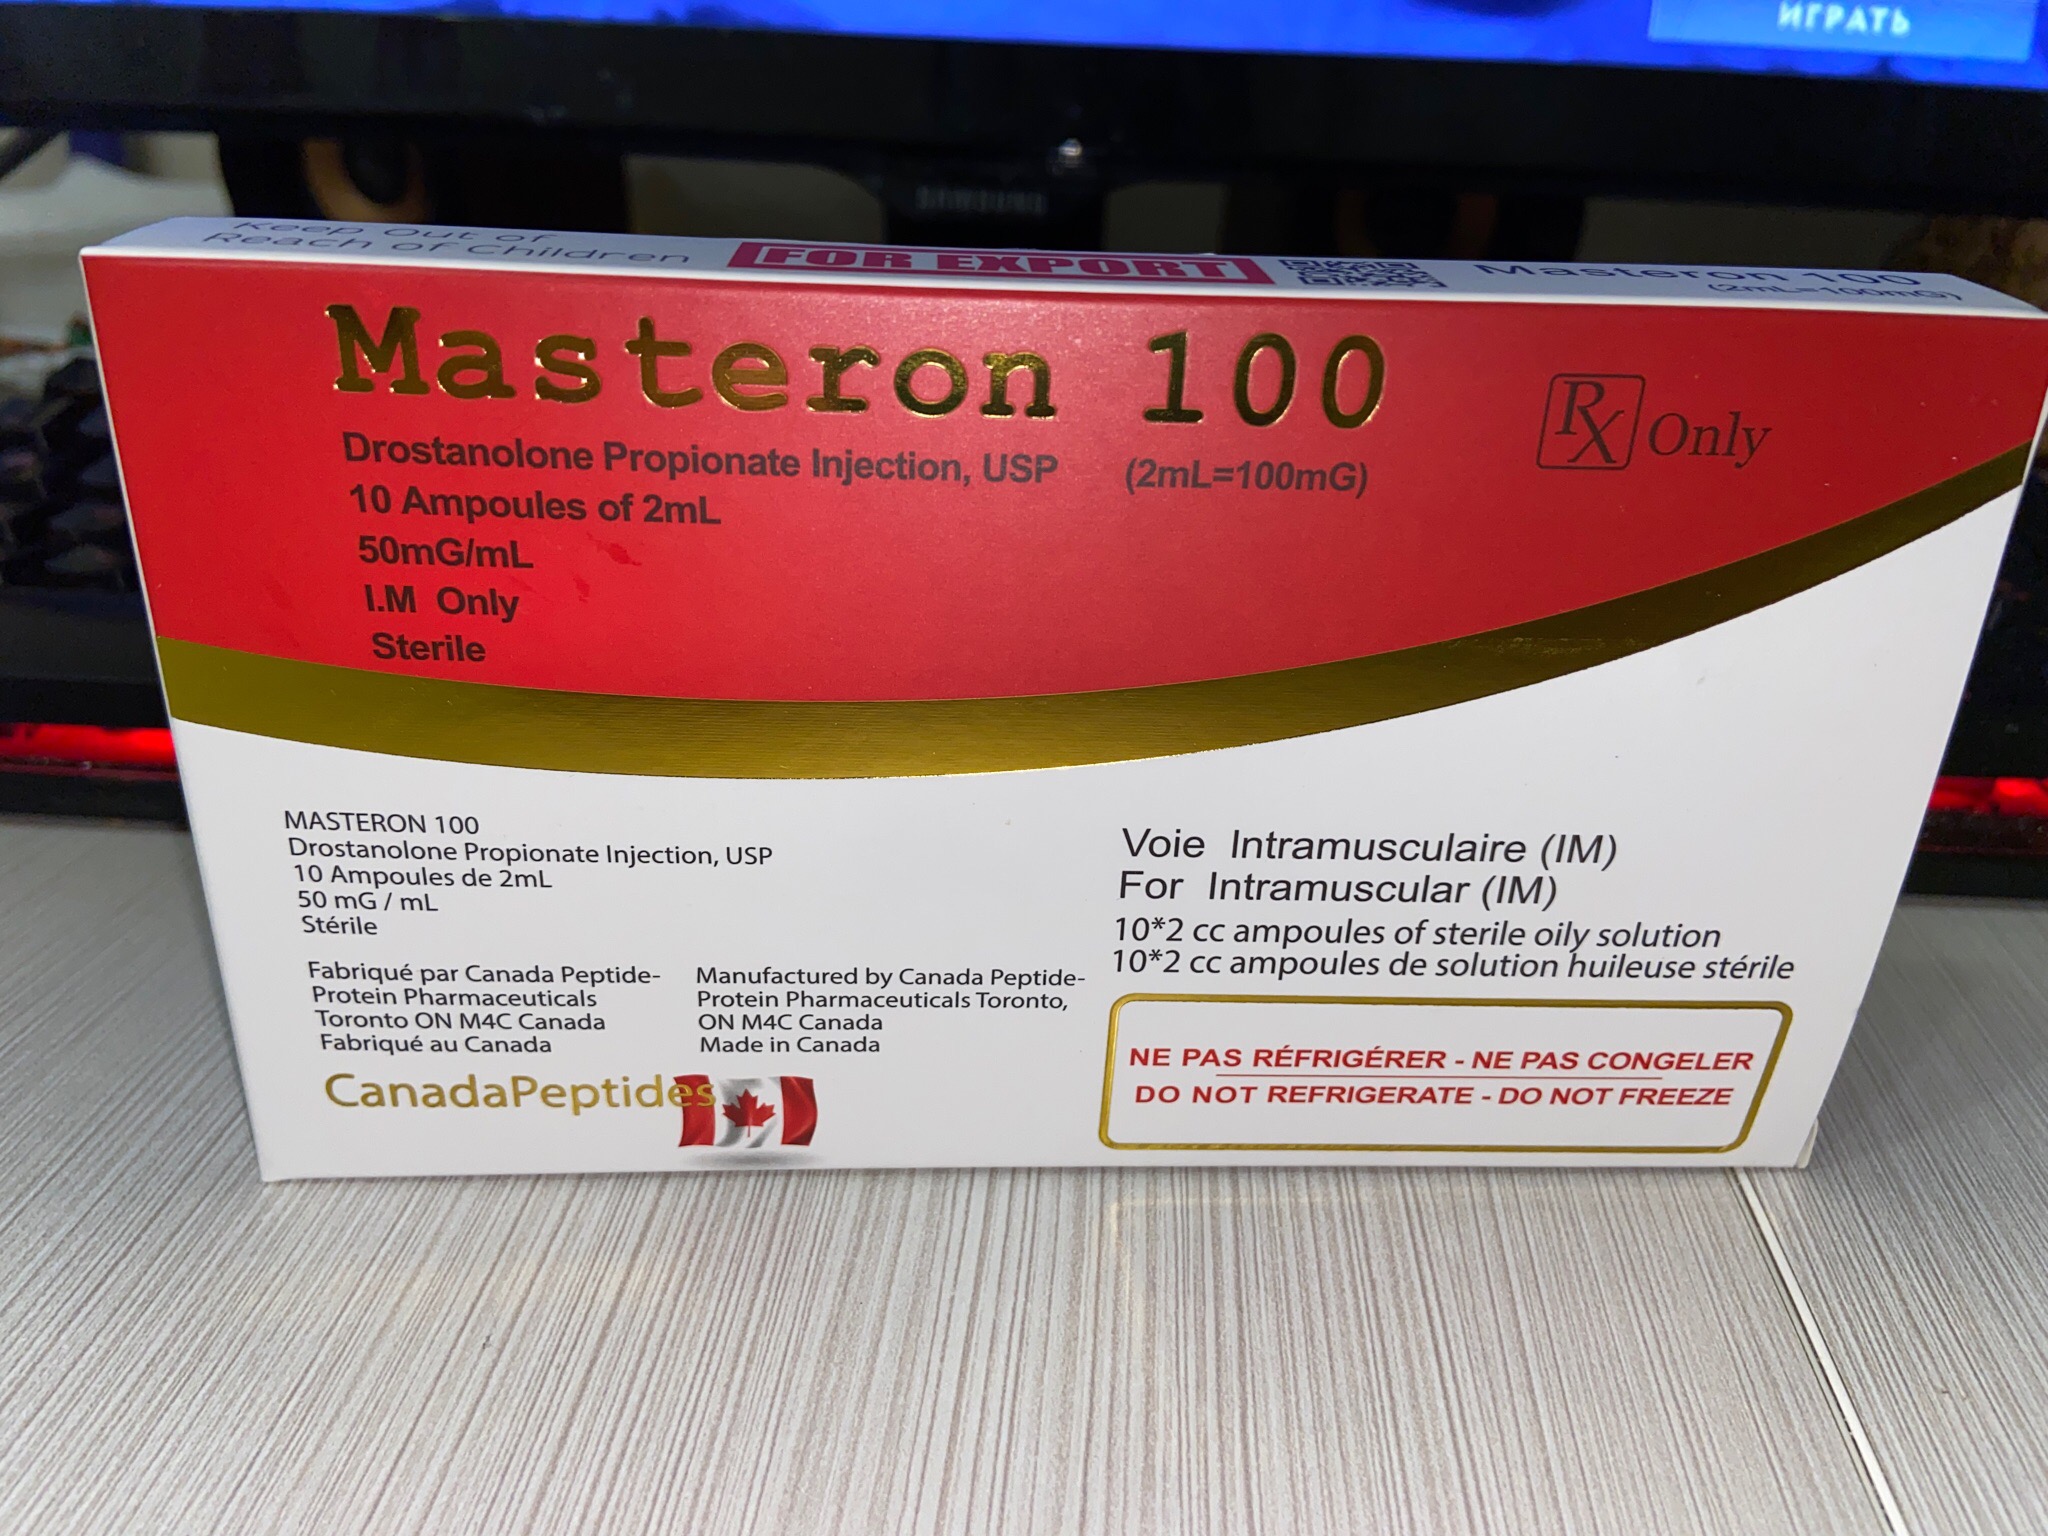 ИГРАТЬ
SAMSUNG
Keep Out of
Reach of Children
FOR EXPORT
Masteron 100
(2mL=100mG)
Masteron 100
Rx Only
Drostanolone Propionate Injection, USP (2mL=100mG)
10 Ampoules of 2mL
50mG/mL
I.M Only
Sterile
MASTERON 100
Drostanolone Propionate Injection, USP
10 Ampoules de 2mL
50 mG / mL
Stérile
Fabriqué par Canada Peptide-
Protein Pharmaceuticals
Toronto ON M4C Canada
Fabriqué au Canada
Manufactured by Canada Peptide-
Protein Pharmaceuticals Toronto,
ON M4C Canada
Made in Canada
CanadaPeptides
Voie Intramusculaire (IM)
For Intramuscular (IM)
10*2 cc ampoules of sterile oily solution
10*2 cc ampoules de solution huileuse stérile
NE PAS RÉFRIGÉRER - NE PAS CONGELER
DO NOT REFRIGERATE - DO NOT FREEZE